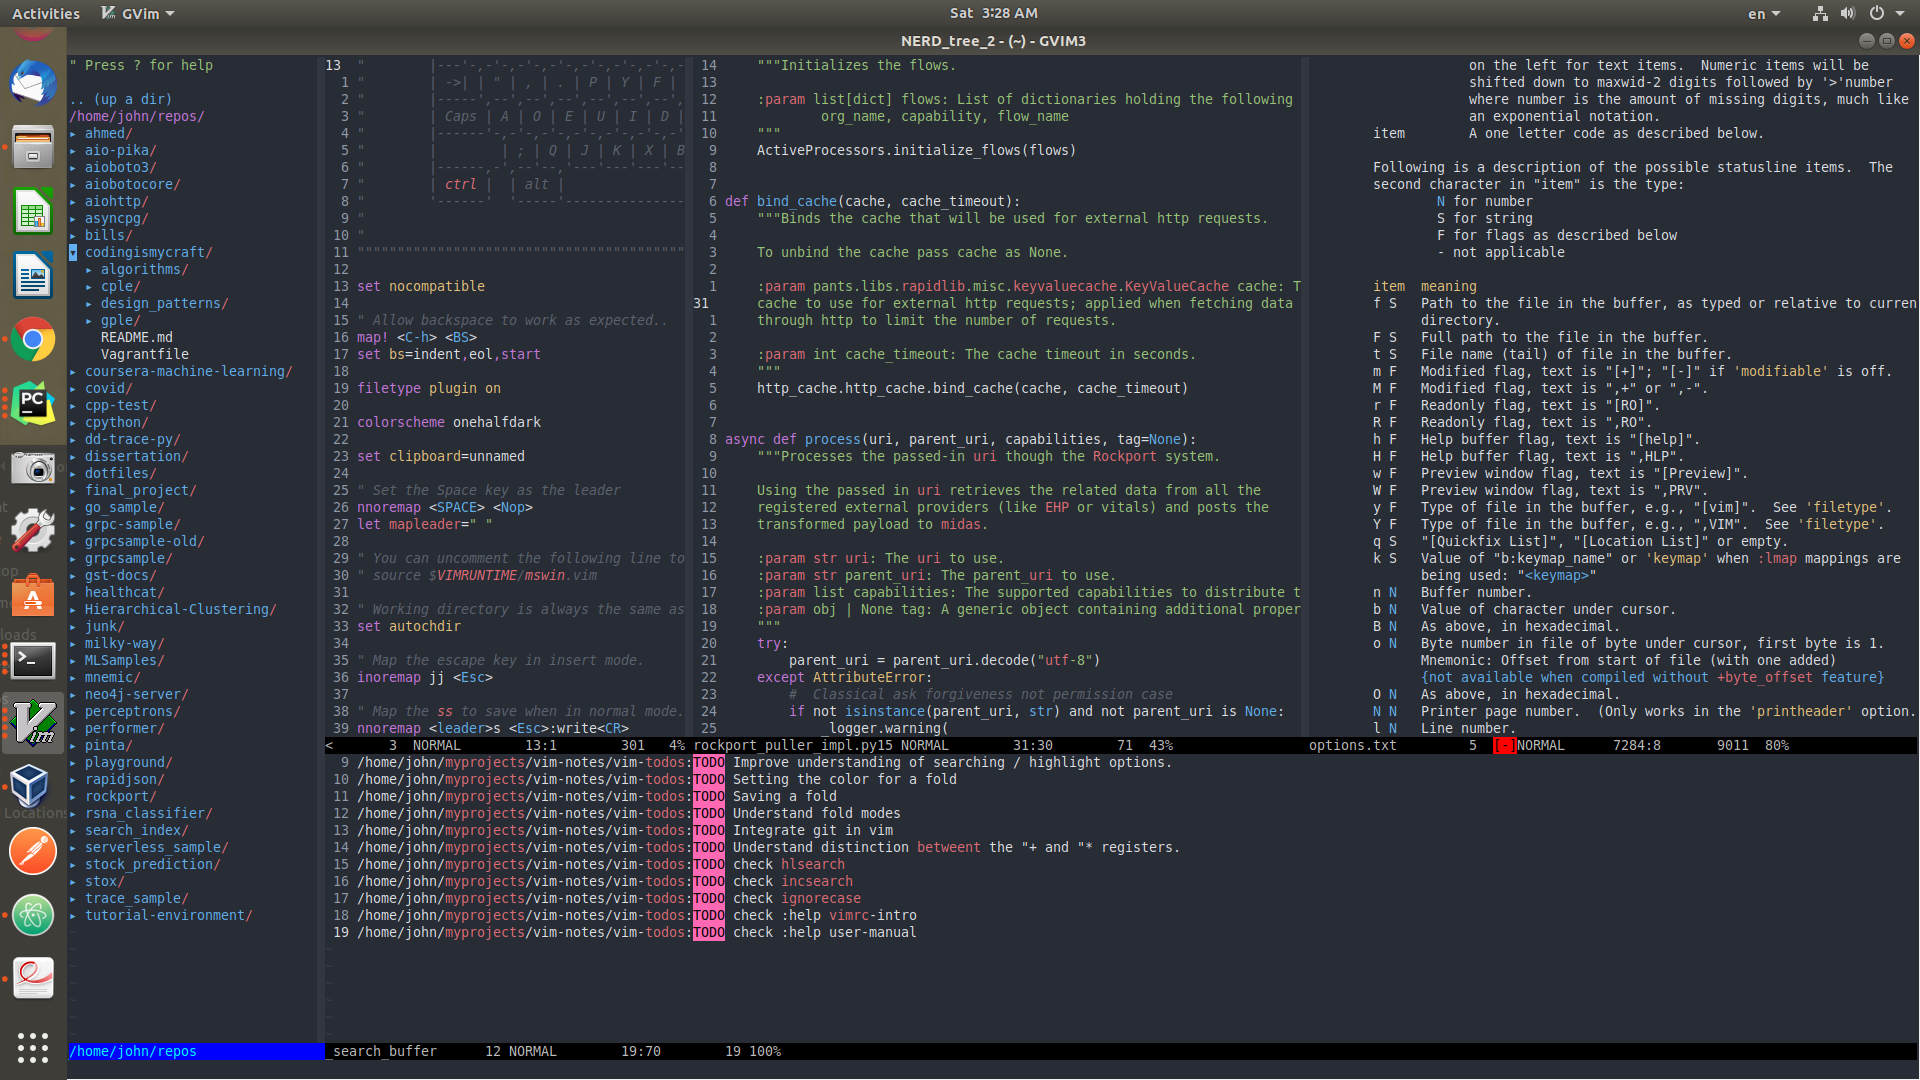 Activities GVim Sat 3:28 AM en
NERD_tree_2 - (~) - GVIM3
" Press ? for help
.. (up a dir)
/home/john/repos/
▸ ahmed/
▸ aio-pika/
▸ aioboto3/
▸ aiobotocore/
▸ aiohttp/
▸ asyncpg/
▸ bills/
▾ codingismycraft/
▸ algorithms/
▸ cple/
▸ design_patterns/
▸ gple/
README.md
Vagrantfile
▸ coursera-machine-learning/
▸ covid/
▸ cpp-test/
▸ cpython/
▸ dd-trace-py/
▸ dissertation/
▸ dotfiles/
▸ final_project/
▸ go_sample/
▸ grpc-sample/
▸ grpcsample-old/
▸ grpcsample/
▸ gst-docs/
▸ healthcat/
▸ Hierarchical-Clustering/
▸ junk/
▸ milky-way/
▸ MLSamples/
▸ mnemic/
▸ neo4j-server/
▸ perceptrons/
▸ performer/
▸ pinta/
▸ playground/
▸ rapidjson/
▸ rockport/
▸ rsna_classifier/
▸ search_index/
▸ serverless_sample/
▸ stock_prediction/
▸ stox/
▸ trace_sample/
▸ tutorial-environment/
/home/john/repos
13 " |---'-,-'-,-'-,-'-,-'-,-'-,-'-,-
1 " | ->| | " | , | . | P | Y | F |
2 " |-----',--',--',--',--',--',--',
3 " | Caps | A | O | E | U | I | D |
4 " |------'-,-'-,-'-,-'-,-'-,-'-,-'
5 " | | ; | Q | J | K | X | B
6 " |------,-',--'--,'---'---'---'--
7 " | ctrl | | alt |
8 " '------' '-----'---------------
9 "
10 "
11 """""""""""""""""""""""""""""""""""""""""
12
13 set nocompatible
14
15 " Allow backspace to work as expected..
16 map! <C-h> <BS>
17 set bs=indent,eol,start
18
19 filetype plugin on
20
21 colorscheme onehalfdark
22
23 set clipboard=unnamed
24
25 " Set the Space key as the leader
26 nnoremap <SPACE> <Nop>
27 let mapleader=" "
28
29 " You can uncomment the following line to
30 " source $VIMRUNTIME/mswin.vim
31
32 " Working directory is always the same as
33 set autochdir
34
35 " Map the escape key in insert mode.
36 inoremap jj <Esc>
37
38 " Map the ss to save when in normal mode.
39 nnoremap <leader>s <Esc>:write<CR>
< 3 NORMAL 13:1 301 4%
14 """Initializes the flows.
13
12 :param list[dict] flows: List of dictionaries holding the following
11 org_name, capability, flow_name
10 """
9 ActiveProcessors.initialize_flows(flows)
8
7
6 def bind_cache(cache, cache_timeout):
5 """Binds the cache that will be used for external http requests.
4
3 To unbind the cache pass cache as None.
2
1 :param pants.libs.rapidlib.misc.keyvaluecache.KeyValueCache cache: T
31 cache to use for external http requests; applied when fetching data
1 through http to limit the number of requests.
2
3 :param int cache_timeout: The cache timeout in seconds.
4 """
5 http_cache.http_cache.bind_cache(cache, cache_timeout)
6
7
8 async def process(uri, parent_uri, capabilities, tag=None):
9 """Processes the passed-in uri though the Rockport system.
10
11 Using the passed in uri retrieves the related data from all the
12 registered external providers (like EHP or vitals) and posts the
13 transformed payload to midas.
14
15 :param str uri: The uri to use.
16 :param str parent_uri: The parent_uri to use.
17 :param list capabilities: The supported capabilities to distribute t
18 :param obj | None tag: A generic object containing additional proper
19 """
20 try:
21 parent_uri = parent_uri.decode("utf-8")
22 except AttributeError:
23 # Classical ask forgiveness not permission case
24 if not isinstance(parent_uri, str) and not parent_uri is None:
25 _logger.warning(
rockport_puller_impl.py15 NORMAL 31:30 71 43%
on the left for text items. Numeric items will be
shifted down to maxwid-2 digits followed by '>'number
where number is the amount of missing digits, much like
an exponential notation.
item A one letter code as described below.
Following is a description of the possible statusline items. The
second character in "item" is the type:
N for number
S for string
F for flags as described below
- not applicable
item meaning
f S Path to the file in the buffer, as typed or relative to curren
directory.
F S Full path to the file in the buffer.
t S File name (tail) of file in the buffer.
m F Modified flag, text is "[+]"; "[-]" if 'modifiable' is off.
M F Modified flag, text is ",+" or ",-".
r F Readonly flag, text is "[RO]".
R F Readonly flag, text is ",RO".
h F Help buffer flag, text is "[help]".
H F Help buffer flag, text is ",HLP".
w F Preview window flag, text is "[Preview]".
W F Preview window flag, text is ",PRV".
y F Type of file in the buffer, e.g., "[vim]". See 'filetype'.
Y F Type of file in the buffer, e.g., ",VIM". See 'filetype'.
q S "[Quickfix List]", "[Location List]" or empty.
k S Value of "b:keymap_name" or 'keymap' when :lmap mappings are
being used: "<keymap>"
n N Buffer number.
b N Value of character under cursor.
B N As above, in hexadecimal.
o N Byte number in file of byte under cursor, first byte is 1.
Mnemonic: Offset from start of file (with one added)
{not available when compiled without +byte_offset feature}
O N As above, in hexadecimal.
N N Printer page number. (Only works in the 'printheader' option.
l N Line number.
options.txt 5 [-]NORMAL 7284:8 9011 80%
9 /home/john/myprojects/vim-notes/vim-todos:TODO Improve understanding of searching / highlight options.
10 /home/john/myprojects/vim-notes/vim-todos:TODO Setting the color for a fold
11 /home/john/myprojects/vim-notes/vim-todos:TODO Saving a fold
12 /home/john/myprojects/vim-notes/vim-todos:TODO Understand fold modes
13 /home/john/myprojects/vim-notes/vim-todos:TODO Integrate git in vim
14 /home/john/myprojects/vim-notes/vim-todos:TODO Understand distinction betweent the "+ and "* registers.
15 /home/john/myprojects/vim-notes/vim-todos:TODO check hlsearch
16 /home/john/myprojects/vim-notes/vim-todos:TODO check incsearch
17 /home/john/myprojects/vim-notes/vim-todos:TODO check ignorecase
18 /home/john/myprojects/vim-notes/vim-todos:TODO check :help vimrc-intro
19 /home/john/myprojects/vim-notes/vim-todos:TODO check :help user-manual
_search_buffer 12 NORMAL 19:70 19 100%
PC
Locations